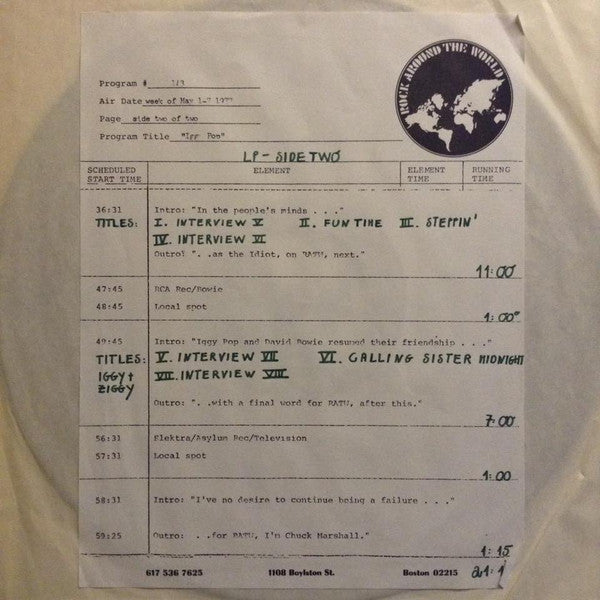 ROCK AROUND THE WORLD
Program # 1/3
Air Date week of May 1-7 1977
Page side two of two
Program Title "Iggy Pop"
LP - SIDE TWO
SCHEDULED START TIME ELEMENT ELEMENT TIME RUNNING TIME
36:31 Intro: "In the people's minds . . ."
TITLES: I. INTERVIEW V II. FUN TIME III. STEPPIN'
IV. INTERVIEW VI
Outro: ". .as the Idiot, on RATW, next."
11:00
47:45 RCA Rec/Bowie
48:45 Local spot
1:00
49:45 Intro: "Iggy Pop and David Bowie resumed their friendship . . ."
TITLES: V. INTERVIEW VII VI. CALLING SISTER MIDNIGHT
IGGY + VII. INTERVIEW VIII
ZIGGY
Outro: ". .with a final word for RATW, after this."
7:00
56:31 Elektra/Asylum Rec/Television
57:31 Local spot
1:00
58:31 Intro: "I've no desire to continue being a failure . . ."
59:25 Outro: . .for RATW, I'm Chuck Marshall."
1:15
617 536 7625 1108 Boylston St. Boston 02215